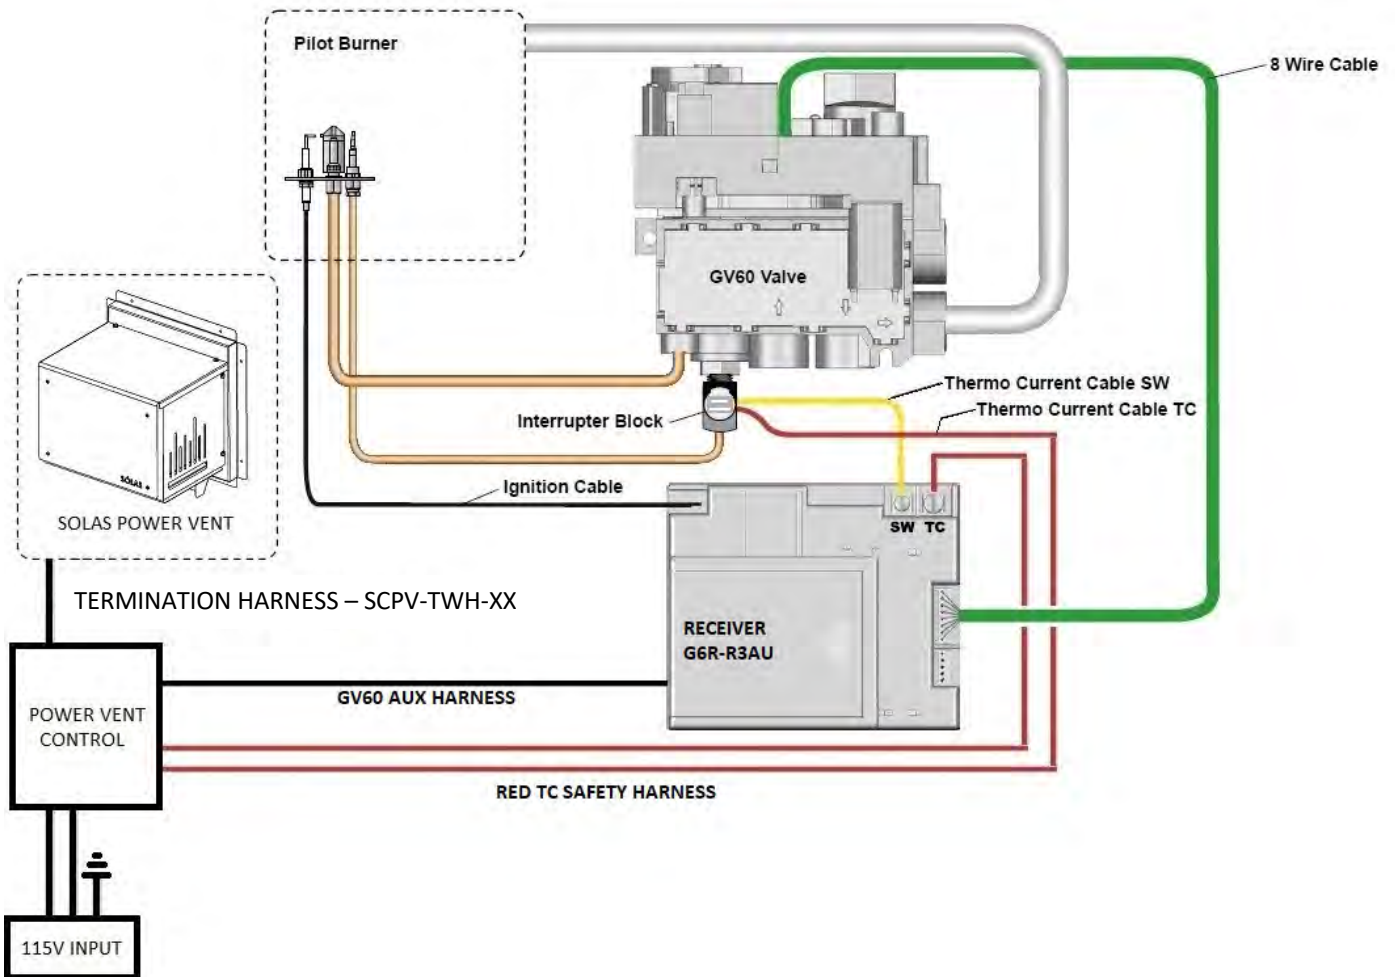 Pilot Burner
8 Wire Cable
GV60 Valve
Thermo Current Cable SW
Thermo Current Cable TC
Interrupter Block
Ignition Cable
SOLAS
SOLAS POWER VENT
SW TC
TERMINATION HARNESS – SCPV-TWH-XX
RECEIVER
G6R-R3AU
GV60 AUX HARNESS
POWER VENT
CONTROL
RED TC SAFETY HARNESS
115V INPUT